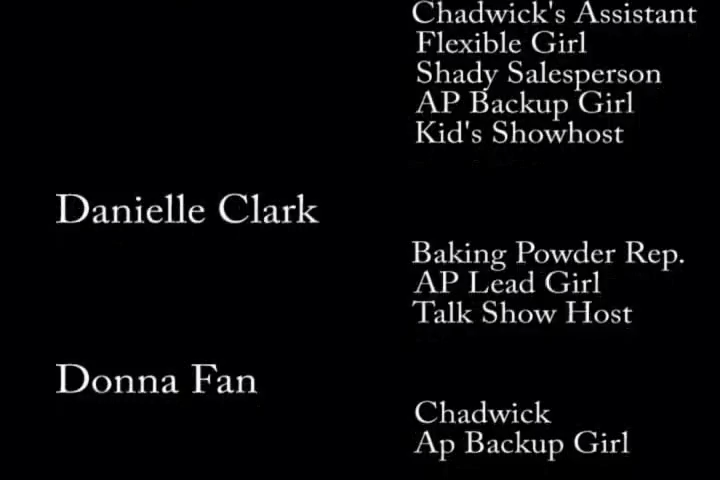 Chadwick's Assistant
Flexible Girl
Shady Salesperson
AP Backup Girl
Kid's Showhost
Danielle Clark
Baking Powder Rep.
AP Lead Girl
Talk Show Host
Donna Fan
Chadwick
Ap Backup Girl